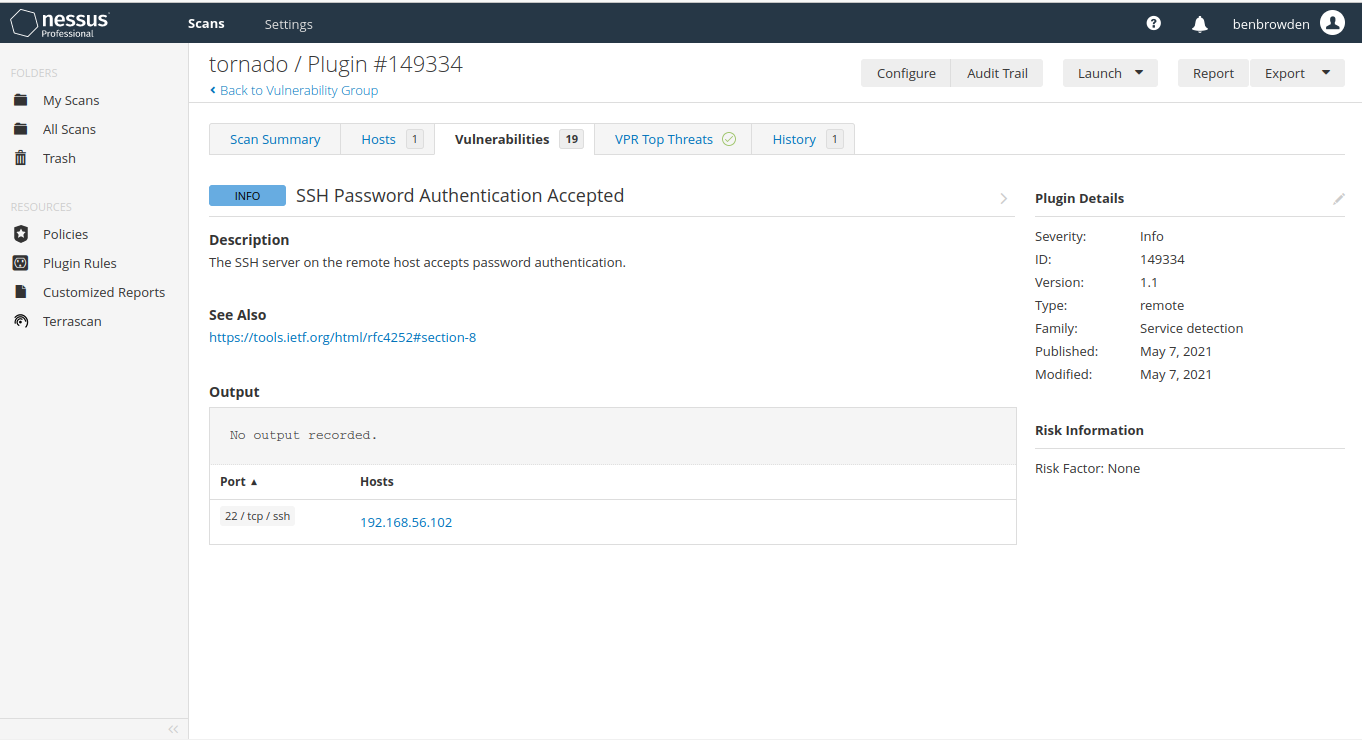 nessus
Professional
Scans
Settings
benbrowden
FOLDERS
My Scans
All Scans
Trash
RESOURCES
Policies
Plugin Rules
Customized Reports
Terrascan
tornado / Plugin #149334
Back to Vulnerability Group
Configure
Audit Trail
Launch
Report
Export
Scan Summary
Hosts 1
Vulnerabilities 19
VPR Top Threats
History 1
INFO SSH Password Authentication Accepted
Description
The SSH server on the remote host accepts password authentication.
See Also
https://tools.ietf.org/html/rfc4252#section-8
Output
No output recorded.
Port ▲ Hosts
22 / tcp / ssh 192.168.56.102
Plugin Details
Severity: Info
ID: 149334
Version: 1.1
Type: remote
Family: Service detection
Published: May 7, 2021
Modified: May 7, 2021
Risk Information
Risk Factor: None